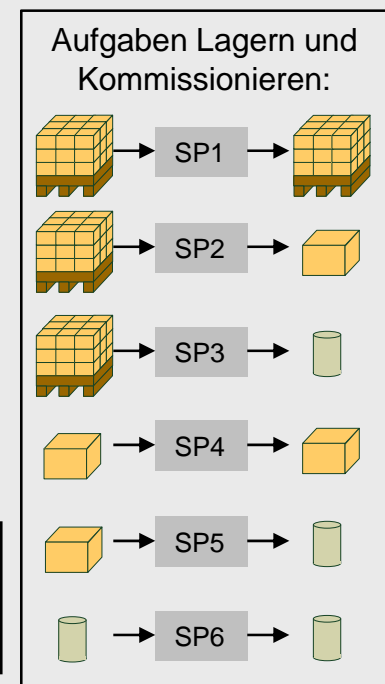 Aufgaben Lagern und
Kommissionieren:
SP1
SP2
SP3
SP4
SP5
SP6